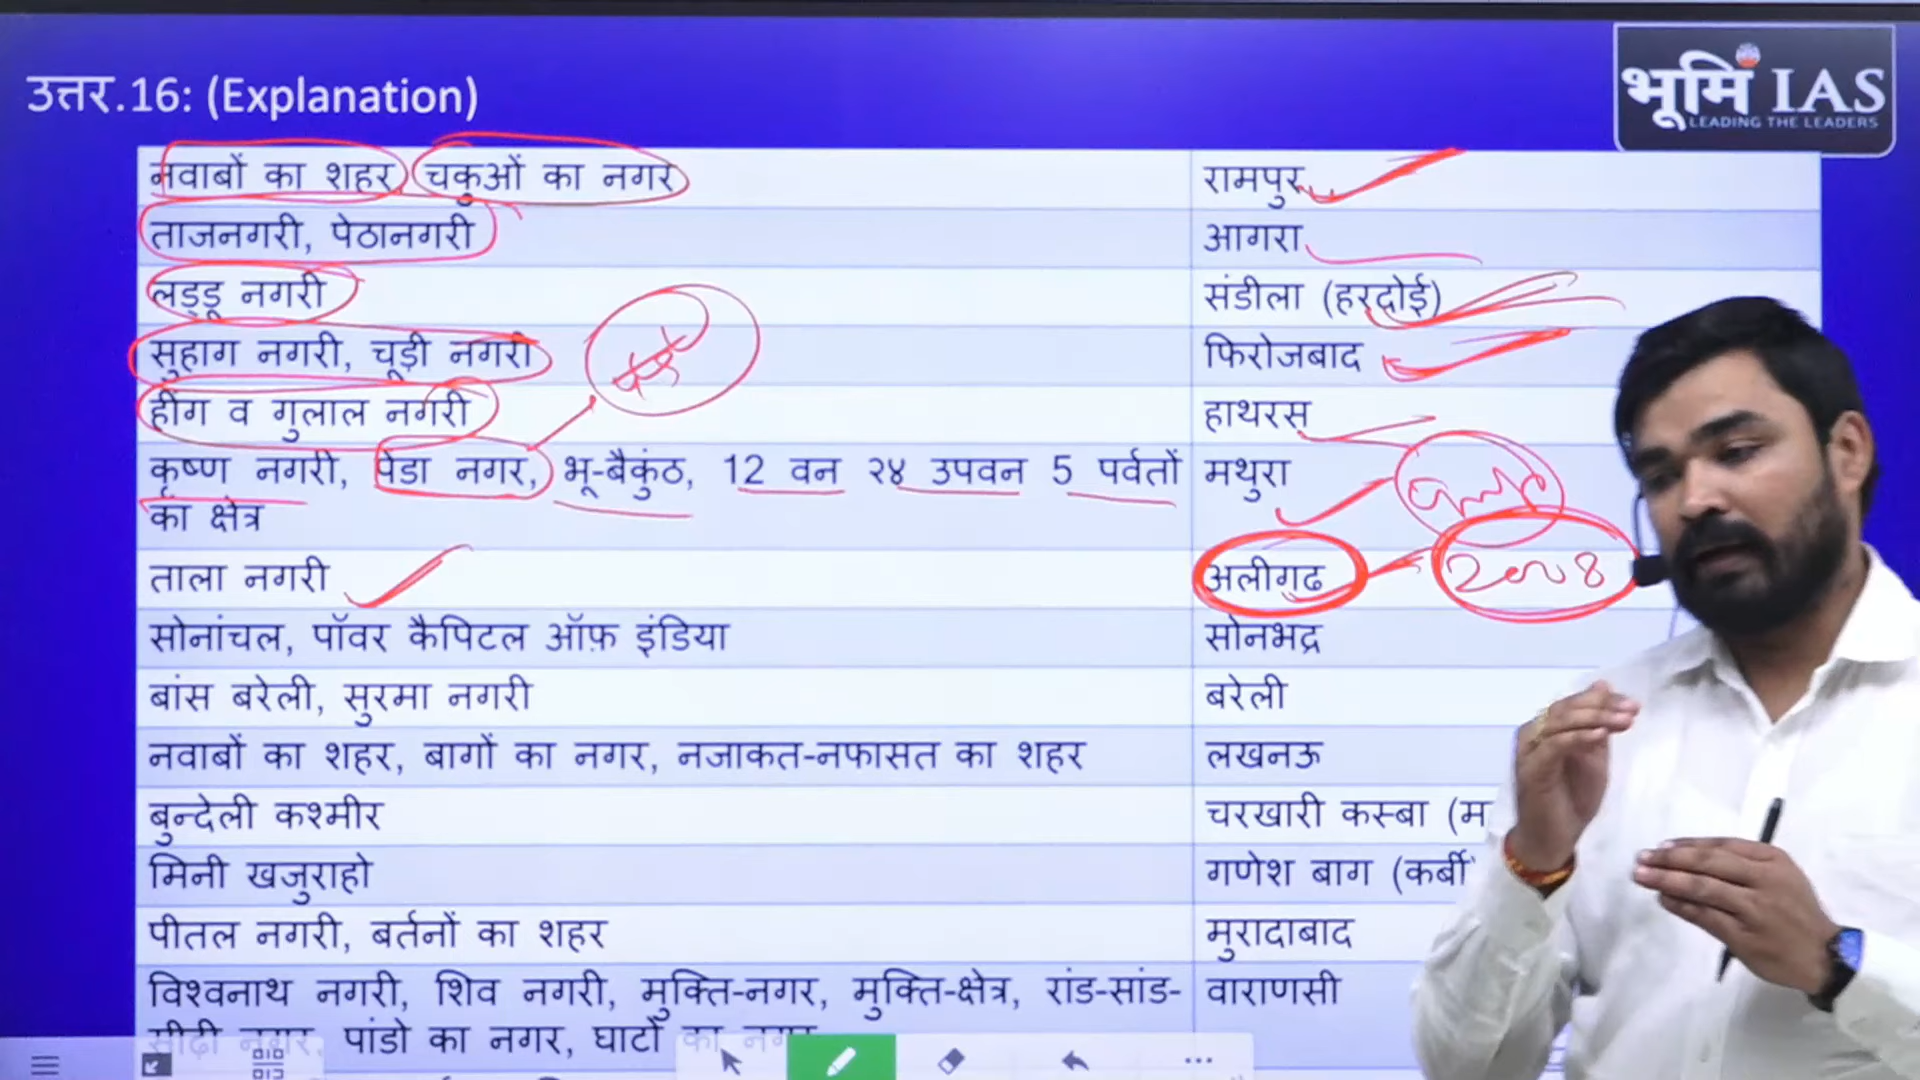 उत्तर.16: (Explanation)
भूमि IAS
LEADING THE LEADERS
नवाबों का शहर, चकुओं का नगर रामपुर
ताजनगरी, पेठानगरी आगरा
लड्डू नगरी संडीला (हरदोई)
सुहाग नगरी, चूड़ी नगरी फिरोजबाद
हींग व गुलाल नगरी हाथरस
कृष्ण नगरी, पेडा नगर, भू-बैकुंठ, 12 वन २४ उपवन 5 पर्वतों मथुरा
का क्षेत्र
ताला नगरी अलीगढ 2008
सोनांचल, पॉवर कैपिटल ऑफ़ इंडिया सोनभद्र
बांस बरेली, सुरमा नगरी बरेली
नवाबों का शहर, बागों का नगर, नजाकत-नफासत का शहर लखनऊ
बुन्देली कश्मीर चरखारी कस्बा (म
मिनी खजुराहो गणेश बाग (कर्बी
पीतल नगरी, बर्तनों का शहर मुरादाबाद
विश्वनाथ नगरी, शिव नगरी, मुक्ति-नगर, मुक्ति-क्षेत्र, रांड-सांड- वाराणसी
सीढी नगर, पांडो का नगर, घाटों का नगर